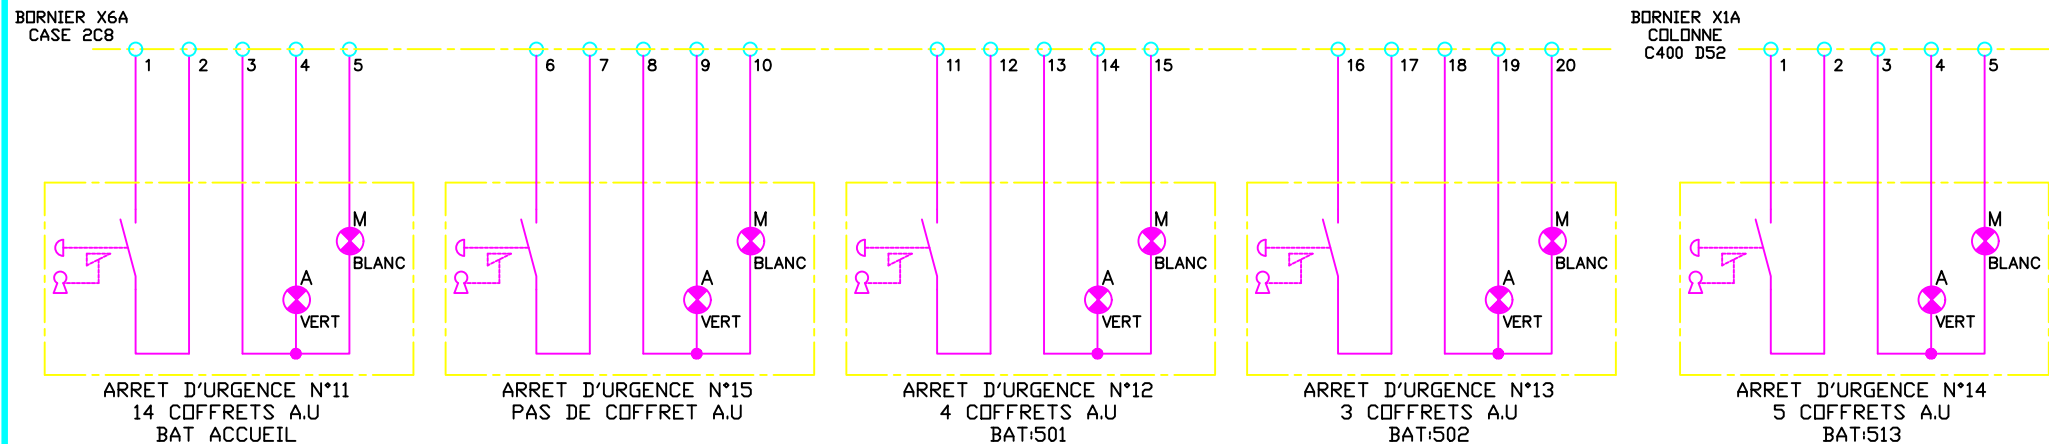 BORNIER X6A
CASE 2C8
BORNIER X1A
COLONNE
C400 D52
1 2 3 4 5 6 7 8 9 10 11 12 13 14 15 16 17 18 19 20 1 2 3 4 5
M M M M M
BLANC BLANC BLANC BLANC BLANC
A A A A A
VERT VERT VERT VERT VERT
ARRET D'URGENCE N°11
14 COFFRETS A.U
BAT ACCUEIL
ARRET D'URGENCE N°15
PAS DE COFFRET A.U
ARRET D'URGENCE N°12
4 COFFRETS A.U
BAT:501
ARRET D'URGENCE N°13
3 COFFRETS A.U
BAT:502
ARRET D'URGENCE N°14
5 COFFRETS A.U
BAT:513